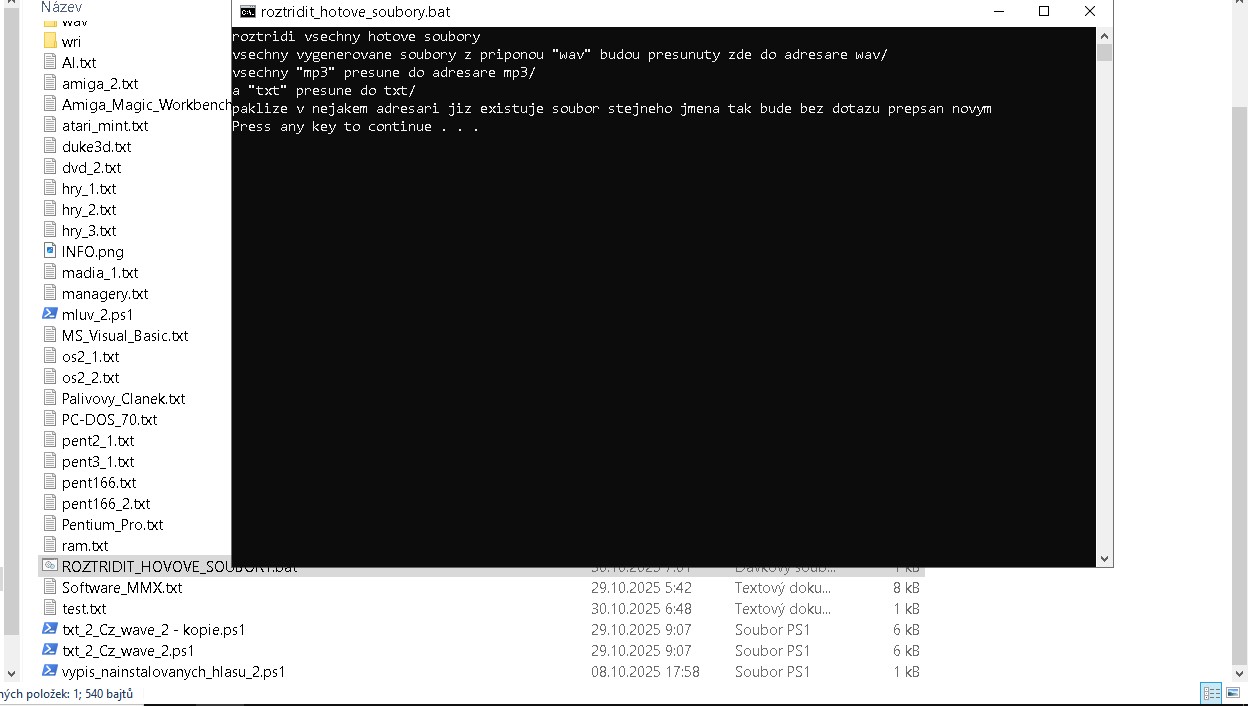 Název
roztridit_hotove_soubory.bat
wav
wri
roztridi vsechny hotove soubory
AI.txt
vsechny vygenerovane soubory z priponou "wav" budou presunuty zde do adresare wav/
amiga_2.txt
vsechny "mp3" presune do adresare mp3/
Amiga_Magic_Workbench
a "txt" presune do txt/
atari_mint.txt
paklize v nejakem adresari jiz existuje soubor stejneho jmena tak bude bez dotazu prepsan novym
Press any key to continue . . .
duke3d.txt
dvd_2.txt
hry_1.txt
hry_2.txt
hry_3.txt
INFO.png
madia_1.txt
managery.txt
mluv_2.ps1
MS_Visual_Basic.txt
os2_1.txt
os2_2.txt
Palivovy_Clanek.txt
PC-DOS_70.txt
pent2_1.txt
pent3_1.txt
pent166.txt
pent166_2.txt
Pentium_Pro.txt
ram.txt
ROZTRIDIT_HOVOVE_SOUBORY.bat 30.10.2025 7:01 Dávkový soub... 1 kB
Software_MMX.txt 29.10.2025 5:42 Textový doku... 8 kB
test.txt 30.10.2025 6:48 Textový doku... 1 kB
txt_2_Cz_wave_2 - kopie.ps1 29.10.2025 9:07 Soubor PS1 6 kB
txt_2_Cz_wave_2.ps1 29.10.2025 9:07 Soubor PS1 6 kB
vypis_nainstalovanych_hlasu_2.ps1 08.10.2025 17:58 Soubor PS1 1 kB
ných položek: 1; 540 bajtů